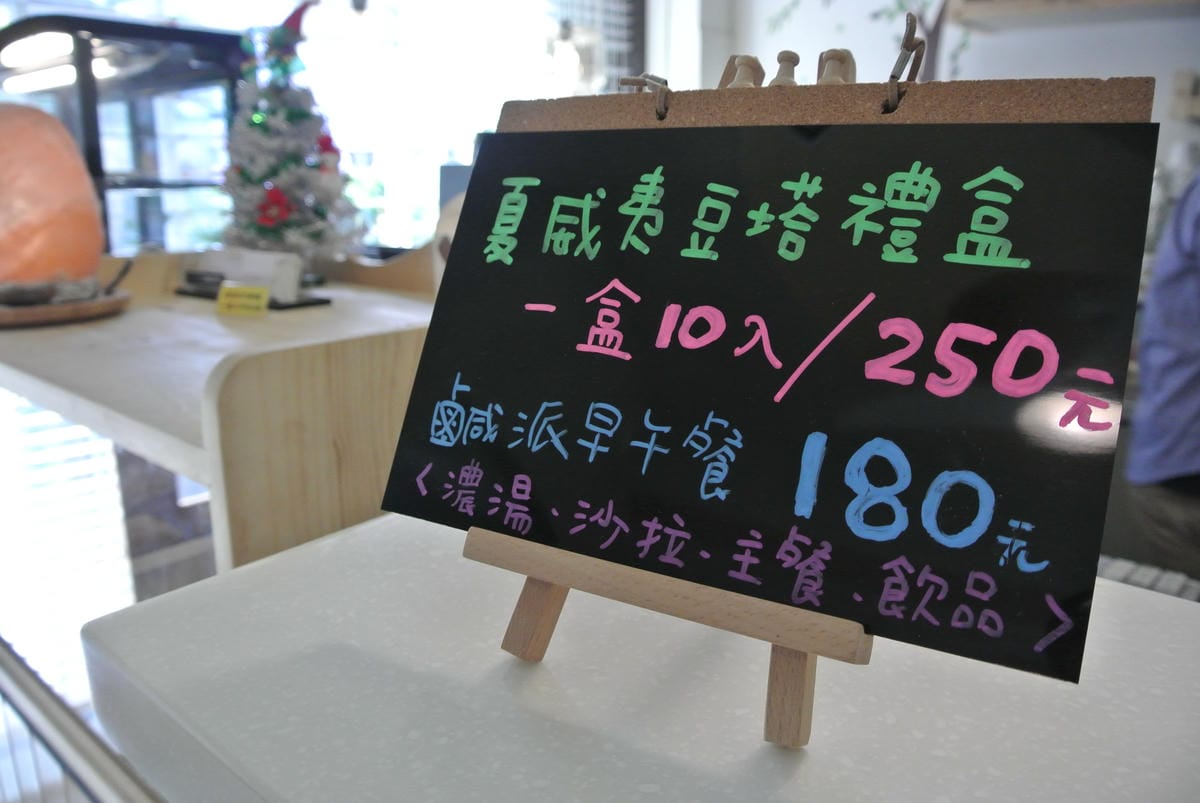 夏威夷豆塔禮盒
一盒10入/250元
鹹派早午餐 180元
<濃湯、沙拉、主餐、飲品>